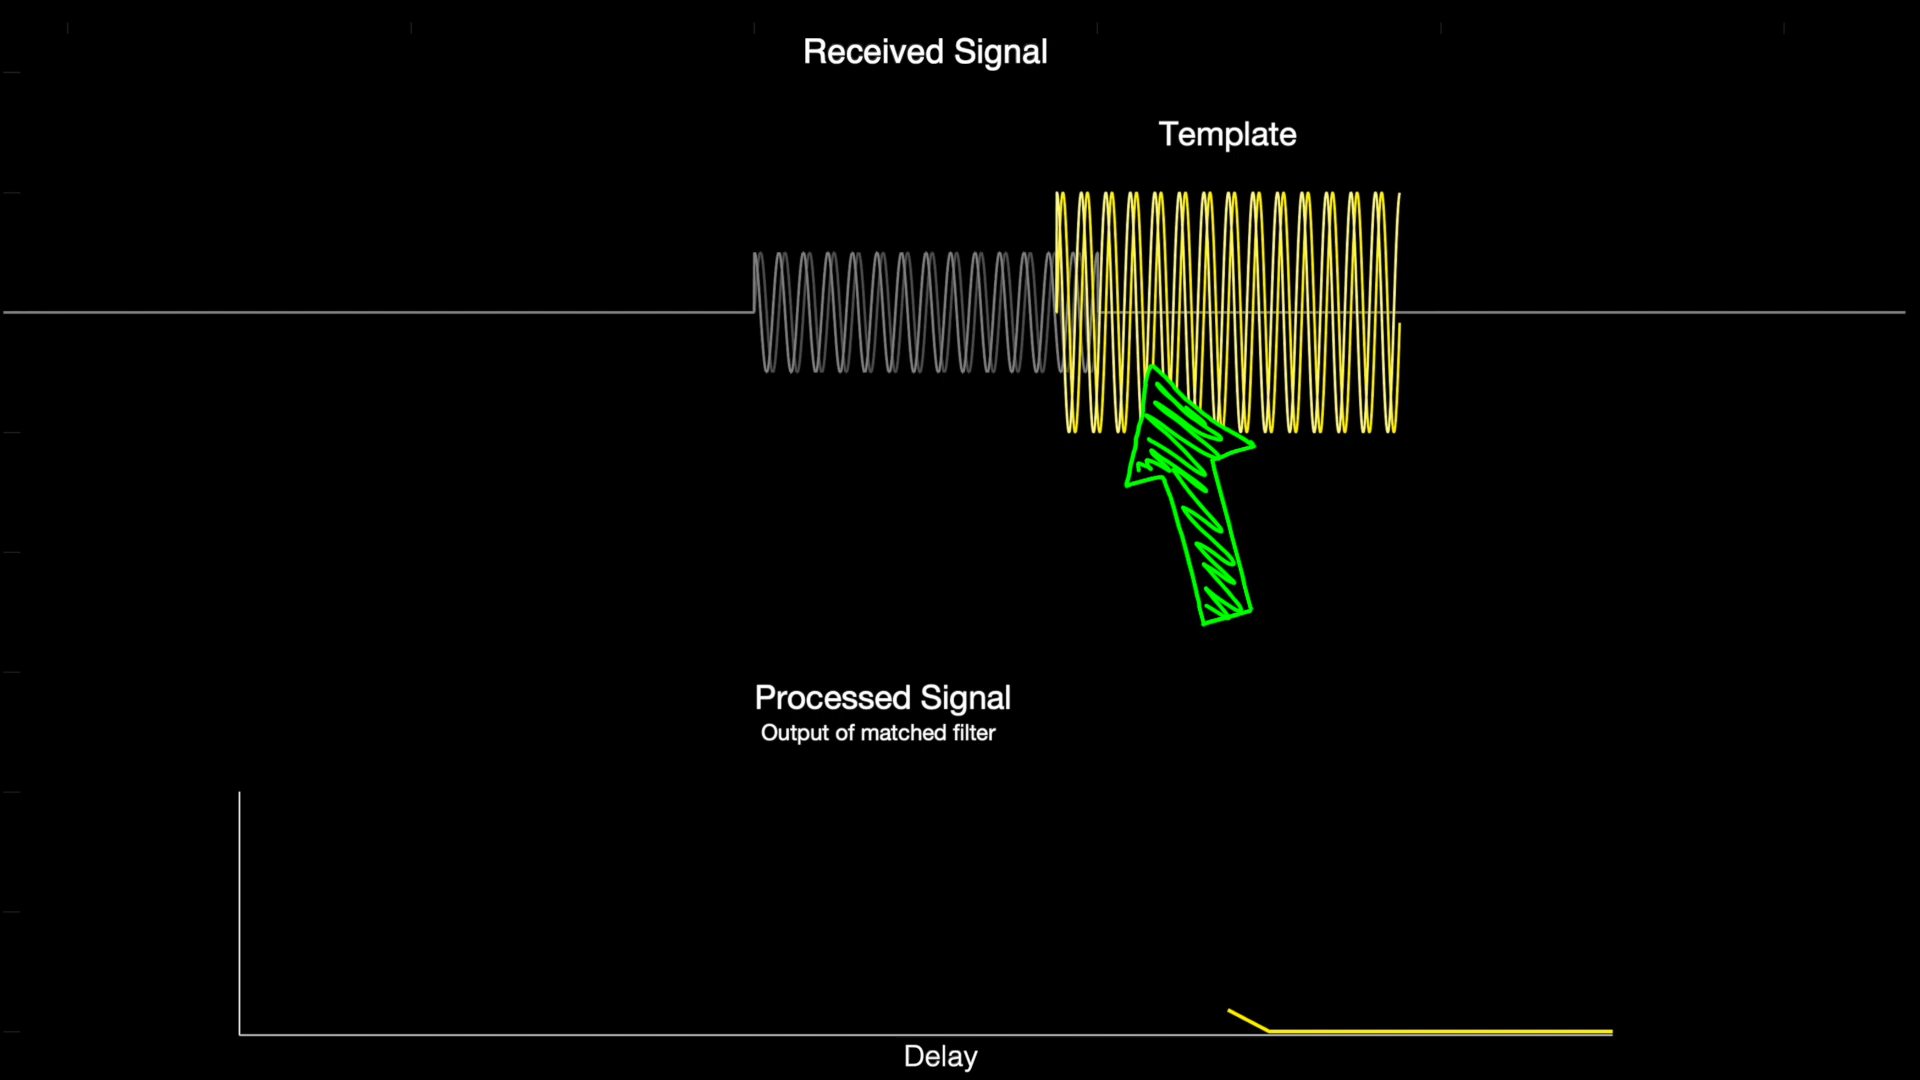 Received Signal
Template
Processed Signal
Output of matched filter
Delay